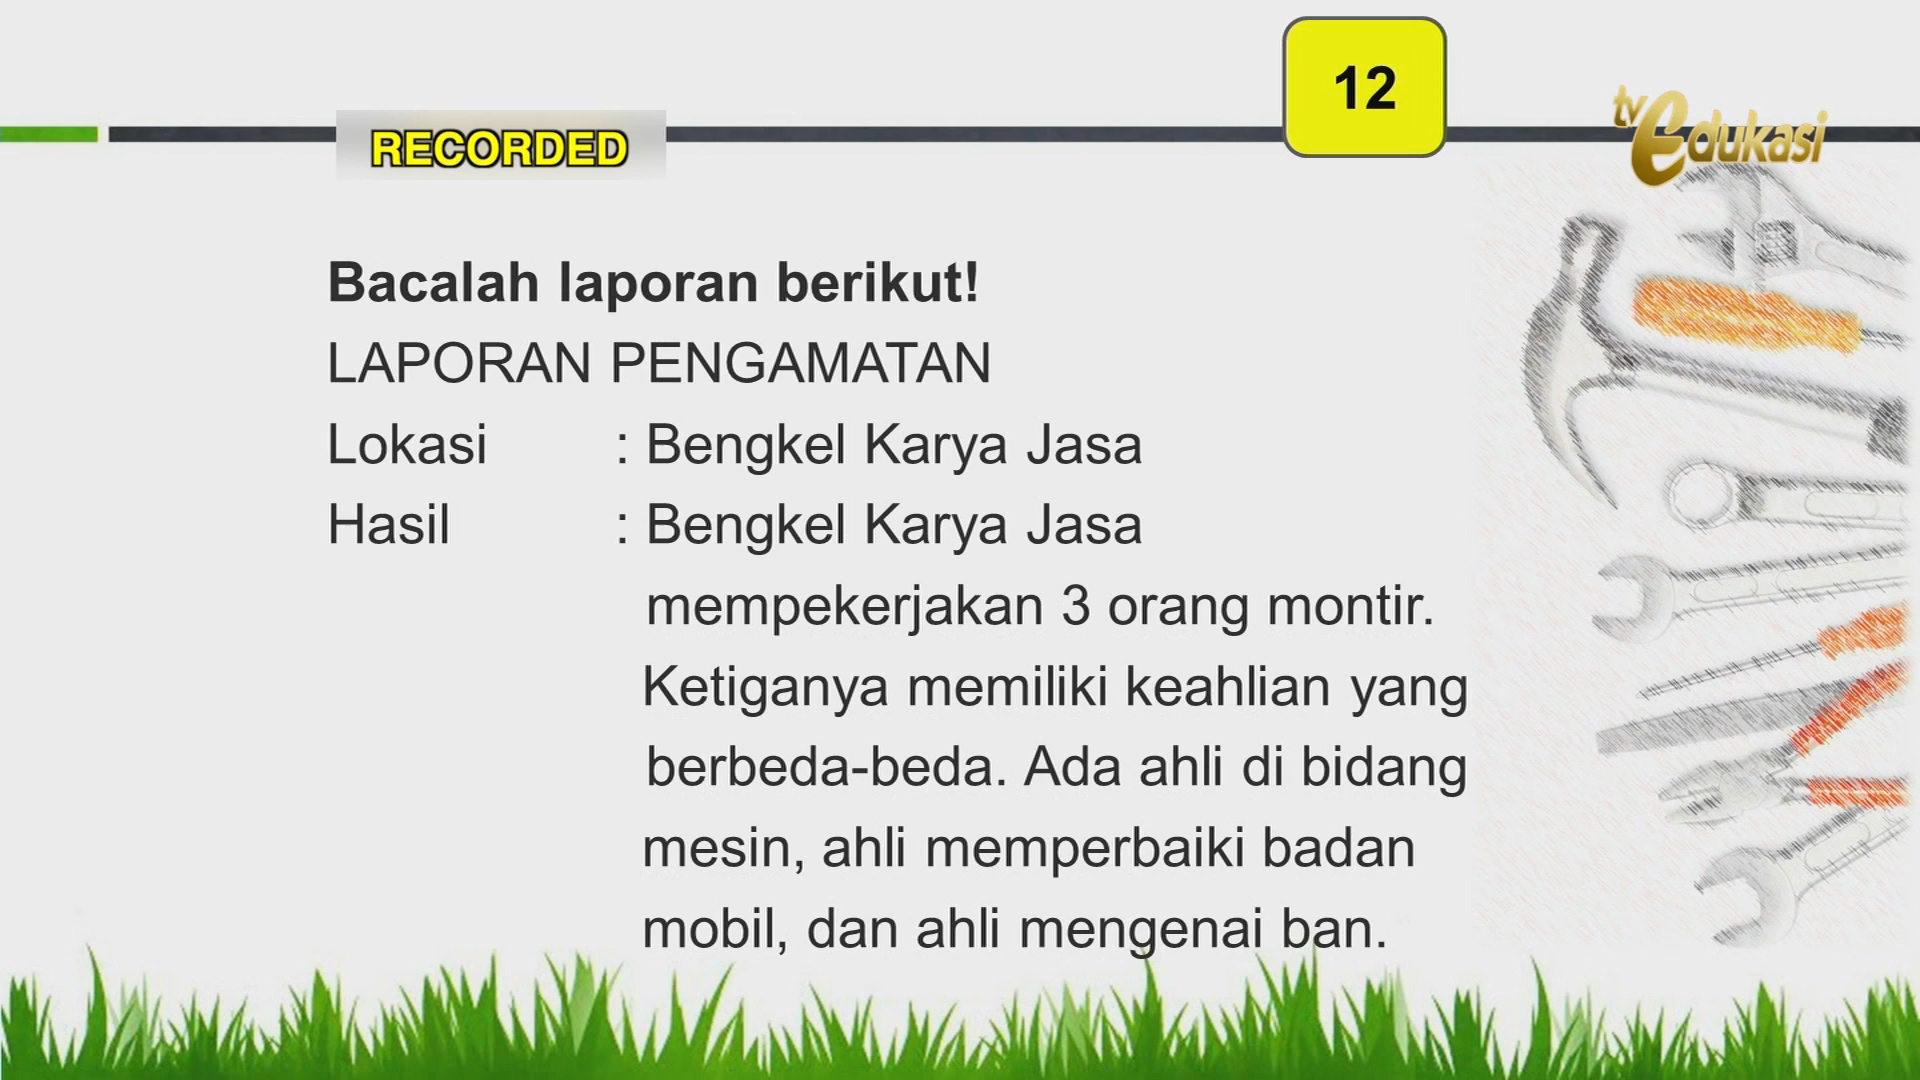 12
RECORDED
tv Edukasi
Bacalah laporan berikut!
LAPORAN PENGAMATAN
Lokasi : Bengkel Karya Jasa
Hasil : Bengkel Karya Jasa
mempekerjakan 3 orang montir.
Ketiganya memiliki keahlian yang
berbeda-beda. Ada ahli di bidang
mesin, ahli memperbaiki badan
mobil, dan ahli mengenai ban.